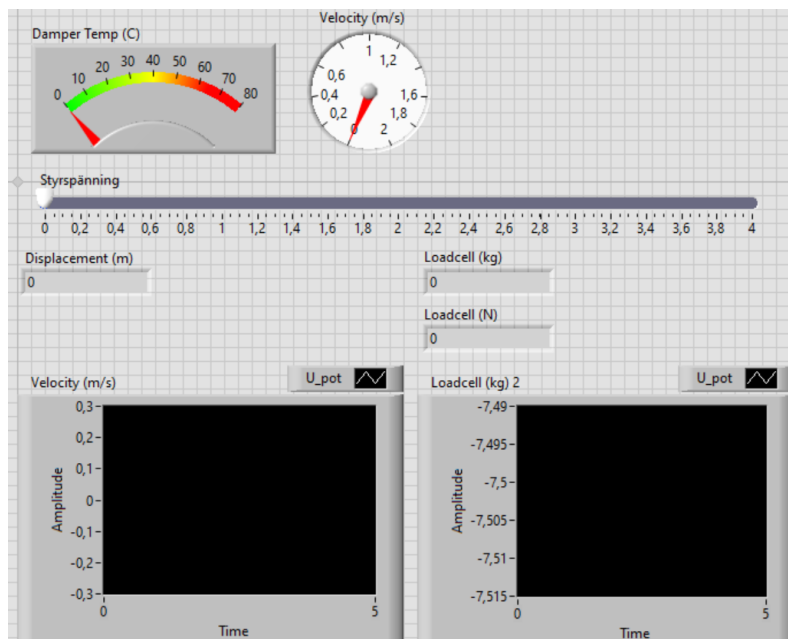 Damper Temp (C)
0 10 20 30 40 50 60 70 80
Velocity (m/s)
0 0,2 0,4 0,6 1 1,2 1,6 1,8 2
Styrspänning
0 0,2 0,4 0,6 0,8 1 1,2 1,4 1,6 1,8 2 2,2 2,4 2,6 2,8 3 3,2 3,4 3,6 3,8 4
Displacement (m)
0
Loadcell (kg)
0
Loadcell (N)
0
Velocity (m/s)
U_pot
0,3
0,2
0,1
0
-0,1
-0,2
-0,3
Amplitude
0 5
Time
Loadcell (kg) 2
U_pot
-7,49
-7,495
-7,5
-7,505
-7,51
-7,515
Amplitude
0 5
Time